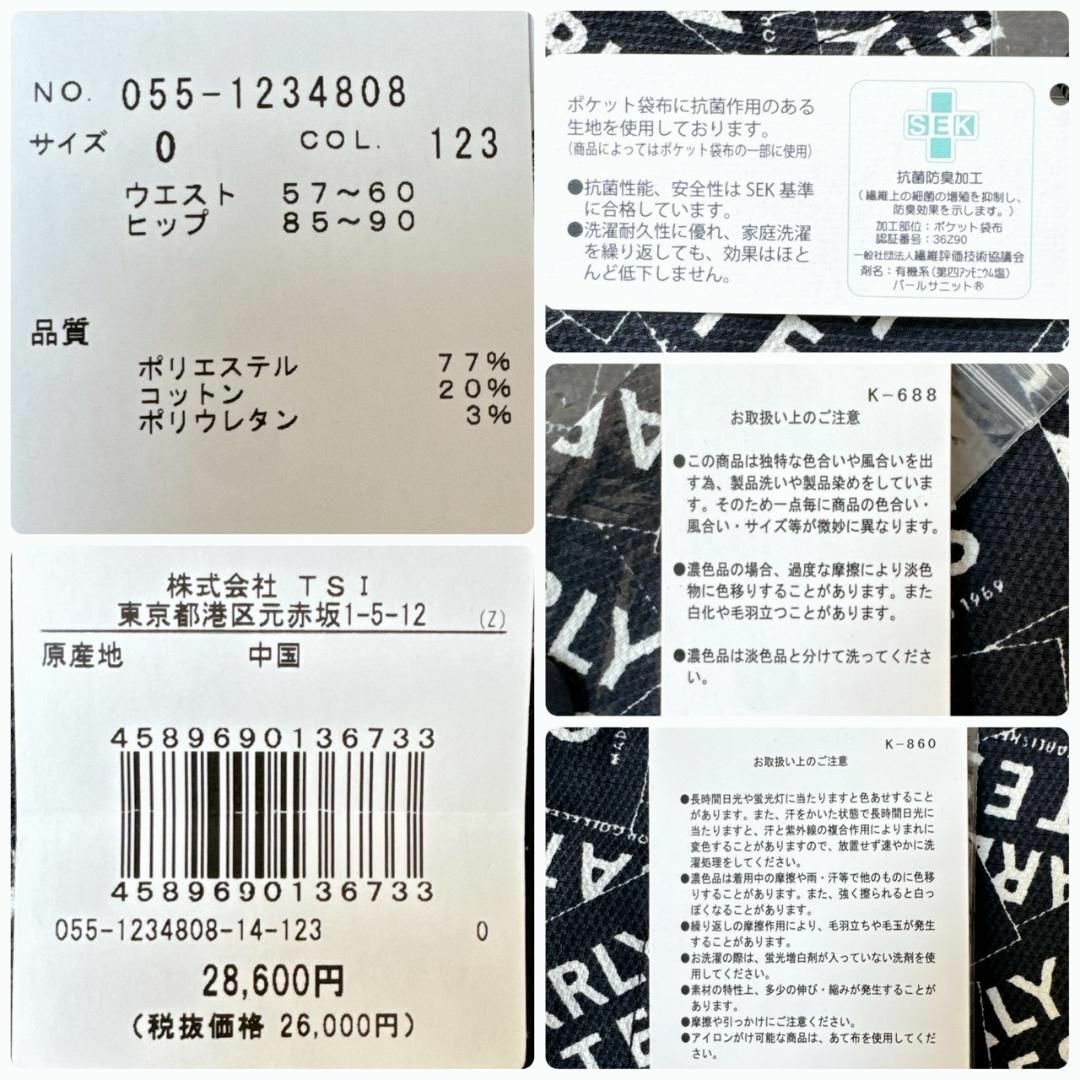 NO. 055-1234808
サイズ 0 COL. 123
ウエスト 57～60
ヒップ 85～90
品質
ポリエステル 77%
コットン 20%
ポリウレタン 3%
株式会社 TSI
東京都港区元赤坂1-5-12 (Z)
原産地 中国
4589690136733
4589690136733
055-1234808-14-123 0
28,600円
(税抜価格 26,000円)
ポケット袋布に抗菌作用のある
生地を使用しております。
(商品によってはポケット袋布の一部に使用)
●抗菌性能、安全性は SEK 基準
に合格しています。
●洗濯耐久性に優れ、家庭洗濯
を繰り返しても、効果はほと
んど低下しません。
SEK
抗菌防臭加工
(繊維上の細菌の増殖を抑制し、
防臭効果を示します。)
加工部位：ポケット袋布
認証番号：36Z90
一般社団法人繊維評価技術協議会
剤名：有機系(第四アンモニウム塩)
パールサニット®
K-688
お取扱い上のご注意
●この商品は独特な色合いや風合いを出
す為、製品洗いや製品染めをしていま
す。そのため一点毎に商品の色合い・
風合い・サイズ等が微妙に異なります。
●濃色品の場合、過度な摩擦により淡色
物に色移りすることがあります。また
白化や毛羽立つことがあります。
●濃色品は淡色品と分けて洗ってくださ
い。
PLY
1959
K-860
お取扱い上のご注意
●長時間日光や蛍光灯に当たりますと色あせすること
があります。また、汗をかいた状態で長時間日光に
当たりますと、汗と紫外線の複合作用によりまれに
変色することがありますので、放置せず速やかに洗
濯処理をしてください。
●濃色品は着用中の摩擦や雨・汗等で他のものに色移
りすることがあります。また、強く擦られると白っ
ぽくなることがあります。
●繰り返しの摩擦作用により、毛羽立ちや毛玉が発生
することがあります。
●お洗濯の際は、蛍光増白剤が入っていない洗剤を使
用してください。
●素材の特性上、多少の伸び・縮みが発生することが
あります。
●摩擦や引っかけにご注意ください。
●アイロンがけ可能な商品は、あて布を使用してくだ
さい。
ARLY
RLY